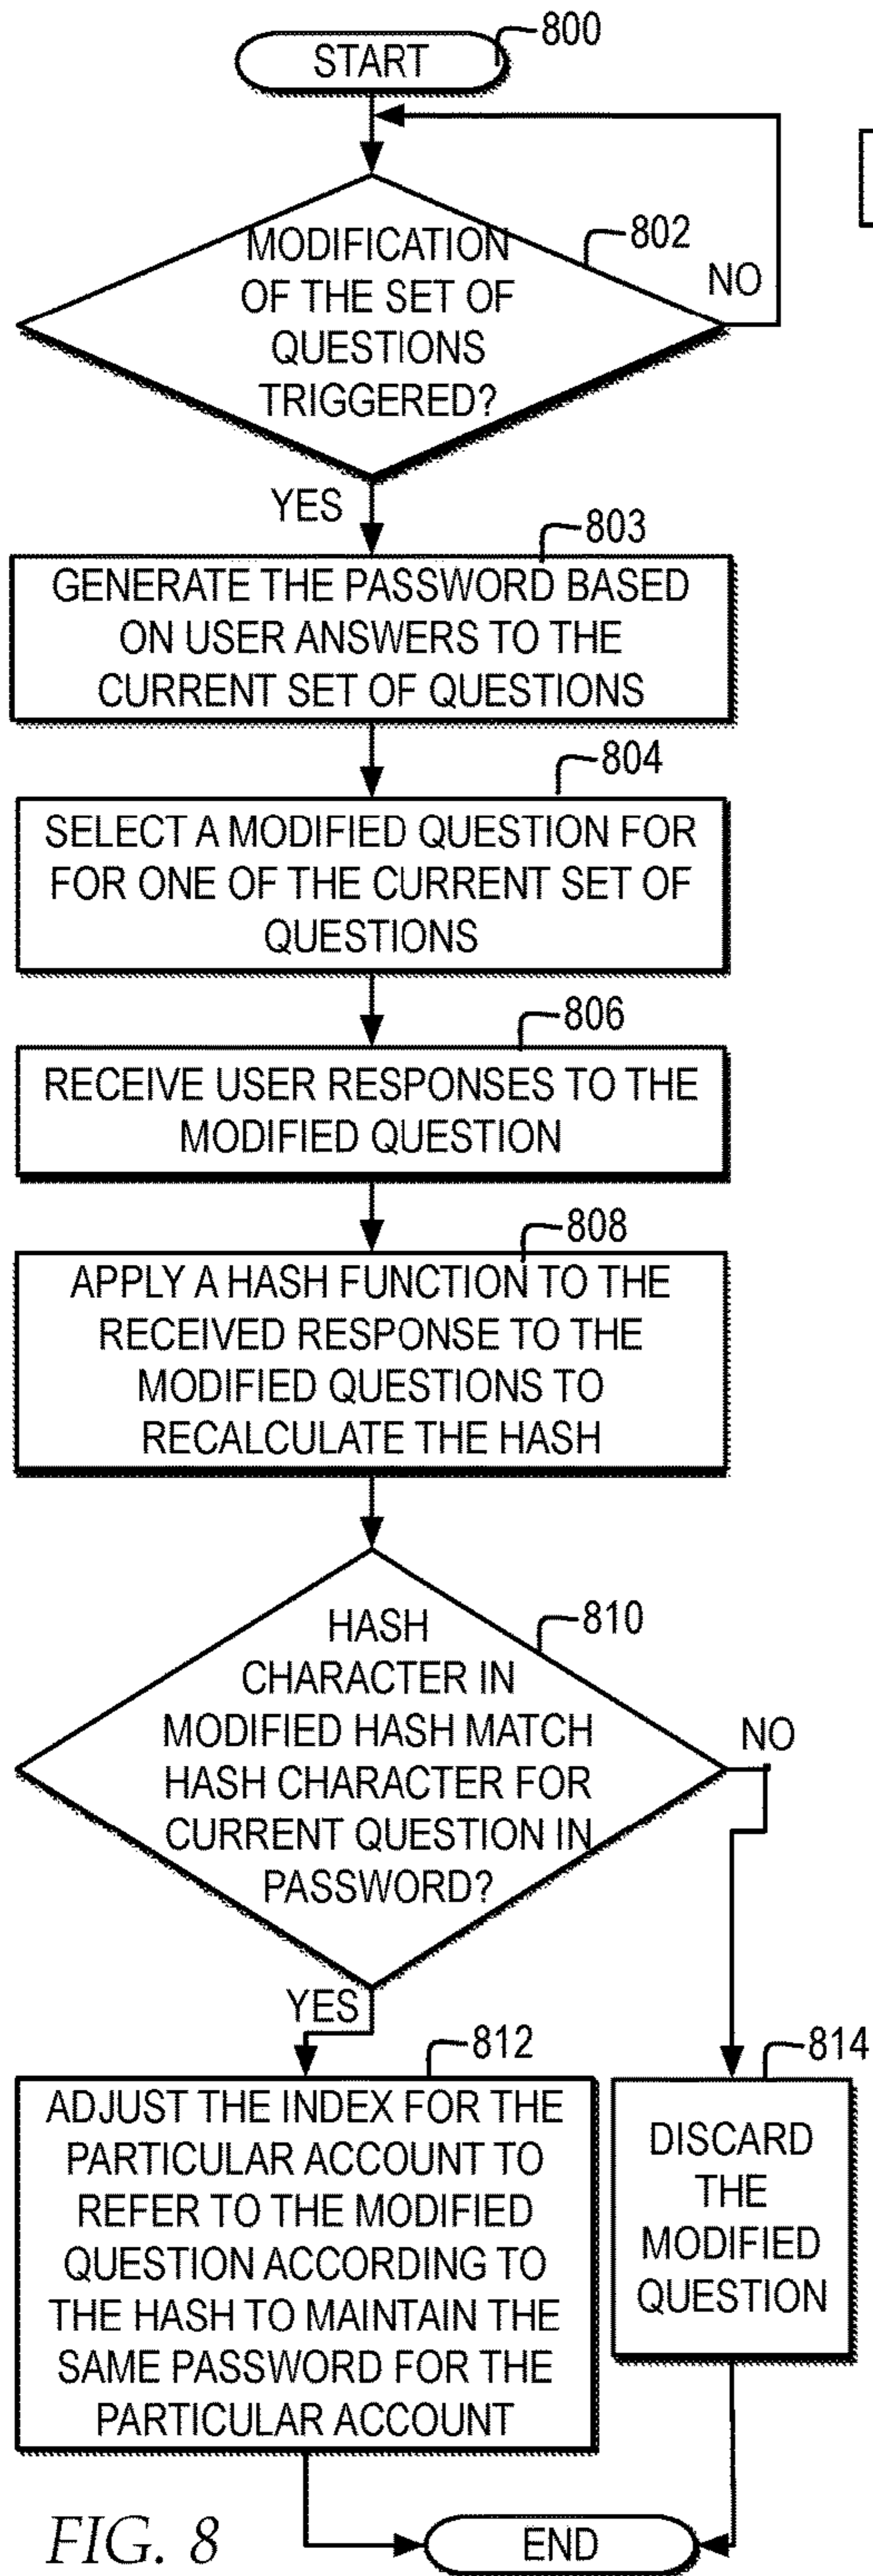 START
800
MODIFICATION
OF THE SET OF
QUESTIONS
TRIGGERED?
802
NO
YES
803
GENERATE THE PASSWORD BASED
ON USER ANSWERS TO THE
CURRENT SET OF QUESTIONS
804
SELECT A MODIFIED QUESTION FOR
FOR ONE OF THE CURRENT SET OF
QUESTIONS
806
RECEIVE USER RESPONSES TO THE
MODIFIED QUESTION
808
APPLY A HASH FUNCTION TO THE
RECEIVED RESPONSE TO THE
MODIFIED QUESTIONS TO
RECALCULATE THE HASH
810
HASH
CHARACTER IN
MODIFIED HASH MATCH
HASH CHARACTER FOR
CURRENT QUESTION IN
PASSWORD?
NO
YES
812
ADJUST THE INDEX FOR THE
PARTICULAR ACCOUNT TO
REFER TO THE MODIFIED
QUESTION ACCORDING TO
THE HASH TO MAINTAIN THE
SAME PASSWORD FOR THE
PARTICULAR ACCOUNT
814
DISCARD
THE
MODIFIED
QUESTION
END
FIG. 8